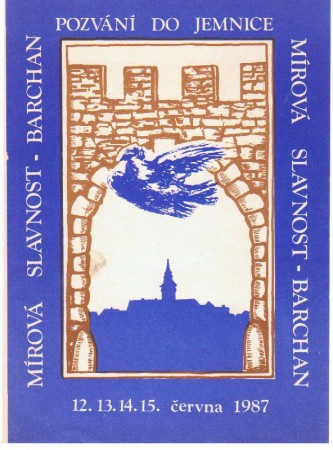 POZVÁNÍ DO JEMNICE
MÍROVÁ SLAVNOST - BARCHAN
MÍROVÁ SLAVNOST - BARCHAN
12.13.14.15. června 1987